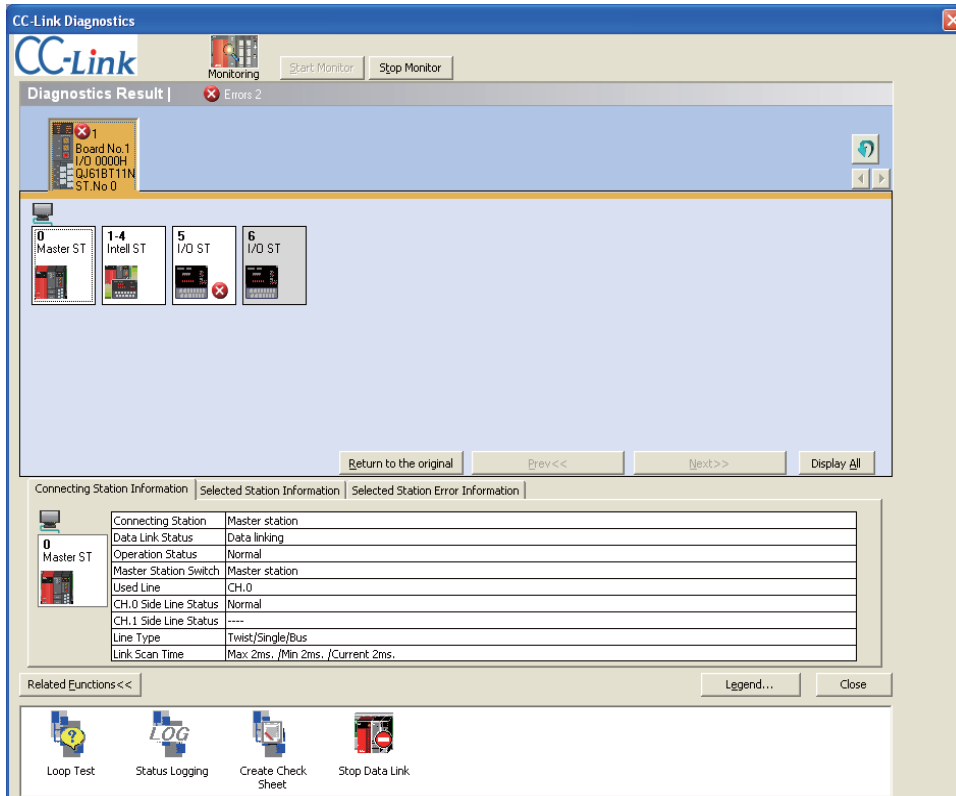 CC-Link Diagnostics
CC-Link
Monitoring
Start Monitor
Stop Monitor
Diagnostics Result |
Errors 2
1
Board No.1
I/O 0000H
QJ61BT11N
ST.No 0
0
Master ST
1-4
Intell ST
5
I/O ST
6
I/O ST
Return to the original
Prev<<
Next>>
Display All
Connecting Station Information
Selected Station Information
Selected Station Error Information
0
Master ST
Connecting Station Master station
Data Link Status Data linking
Operation Status Normal
Master Station Switch Master station
Used Line CH.0
CH.0 Side Line Status Normal
CH.1 Side Line Status ----
Line Type Twist/Single/Bus
Link Scan Time Max 2ms. /Min 2ms. /Current 2ms.
Related Functions<<
Legend...
Close
LOG
Loop Test
Status Logging
Create Check
Sheet
Stop Data Link